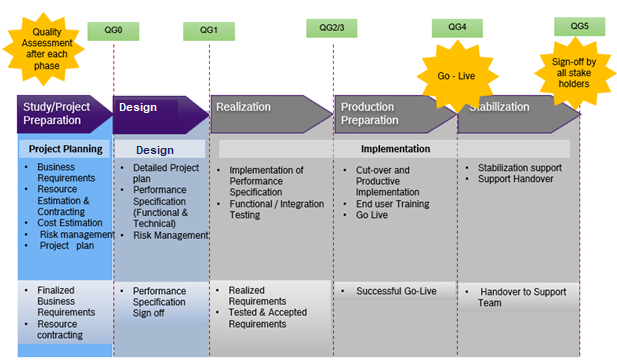 Quality
Assessment
after each
phase
QG0
QG1
QG2/3
QG4
QG5
Go - Live
Sign-off by
all stake
holders
Study/Project
Preparation
Design
Realization
Production
Preparation
Stabilization
Project Planning
Design
Implementation
• Business
Requirements
• Resource
Estimation &
Contracting
• Cost Estimation
• Risk management
• Project plan
• Detailed Project
plan
• Performance
Specification
(Functional &
Technical)
• Risk Management
• Implementation of
Performance
Specification
• Functional / Integration
Testing
• Cut-over and
Productive
Implementation
• End user Training
• Go Live
• Stabilization support
• Support Handover
• Finalized
Business
Requirements
• Resource
contracting
• Performance
Specification
Sign off
• Realized
Requirements
• Tested & Accepted
Requirements
• Successful Go-Live
• Handover to Support
Team